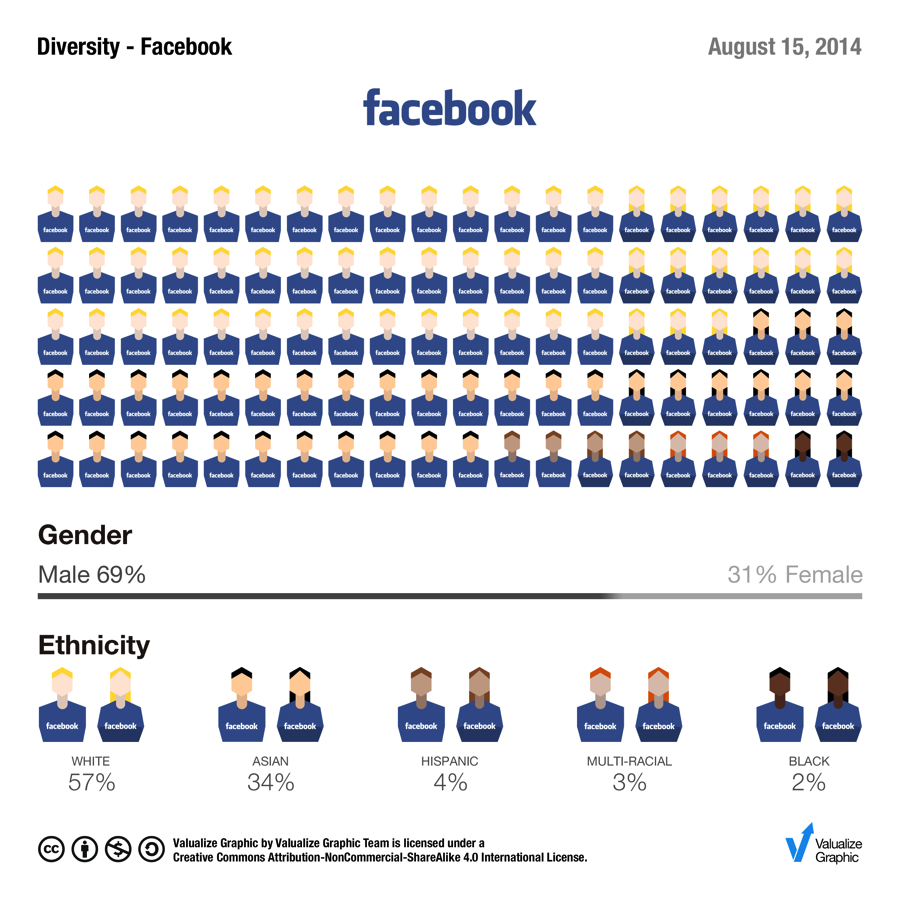 Diversity - Facebook
August 15, 2014
facebook
facebook facebook facebook facebook facebook facebook facebook facebook facebook facebook facebook facebook facebook facebook facebook facebook facebook facebook facebook facebook
facebook facebook facebook facebook facebook facebook facebook facebook facebook facebook facebook facebook facebook facebook facebook facebook facebook facebook facebook facebook
facebook facebook facebook facebook facebook facebook facebook facebook facebook facebook facebook facebook facebook facebook facebook facebook facebook facebook facebook facebook
facebook facebook facebook facebook facebook facebook facebook facebook facebook facebook facebook facebook facebook facebook facebook facebook facebook facebook facebook facebook
facebook facebook facebook facebook facebook facebook facebook facebook facebook facebook facebook facebook facebook facebook facebook facebook facebook facebook facebook facebook
Gender
Male 69%
31% Female
Ethnicity
facebook facebook facebook facebook facebook facebook facebook facebook facebook facebook
WHITE
57%
ASIAN
34%
HISPANIC
4%
MULTI-RACIAL
3%
BLACK
2%
cc
Valualize Graphic by Valualize Graphic Team is licensed under a
Creative Commons Attribution-NonCommercial-ShareAlike 4.0 International License.
Valualize
Graphic